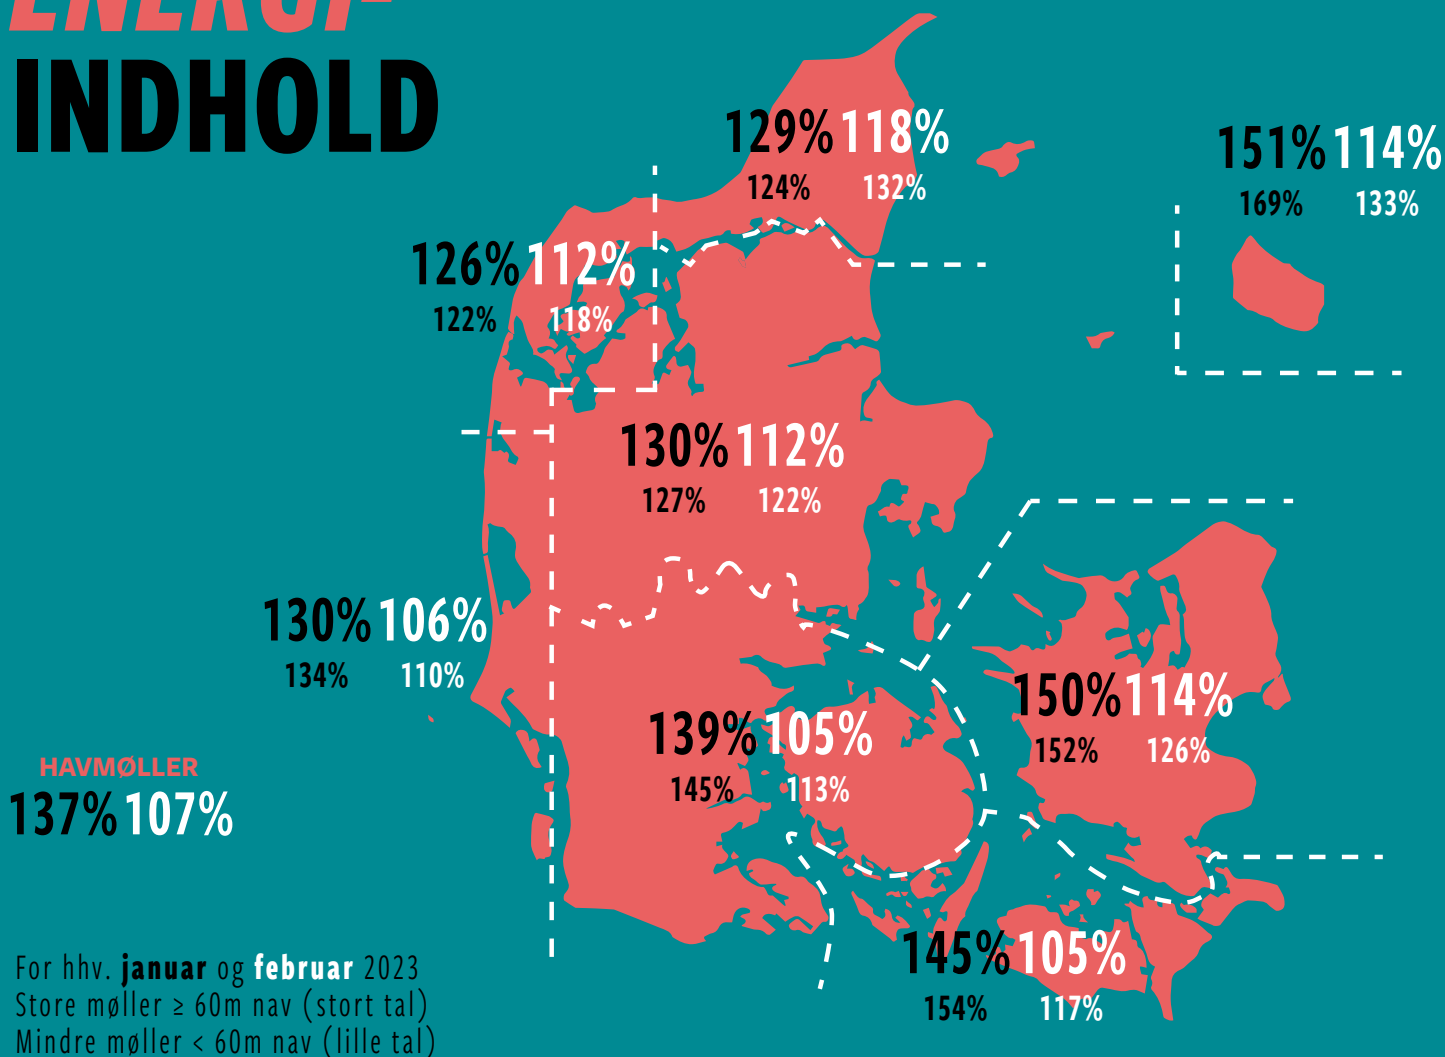 ENERGI-
INDHOLD
129% 118%
124% 132%
151% 114%
169% 133%
126% 112%
122% 118%
130% 112%
127% 122%
130% 106%
134% 110%
150% 114%
152% 126%
139% 105%
145% 113%
HAVMØLLER
137% 107%
145% 105%
154% 117%
For hhv. januar og februar 2023
Store møller ≥ 60m nav (stort tal)
Mindre møller < 60m nav (lille tal)